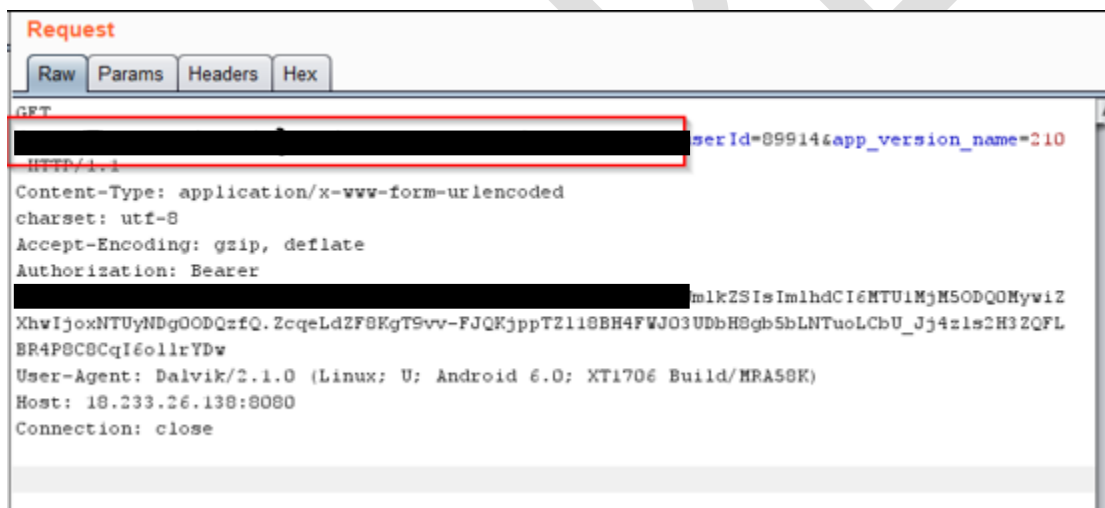 Request
Raw Params Headers Hex
GET
serId=89914&app_version_name=210
HTTP/1.1
Content-Type: application/x-www-form-urlencoded
charset: utf-8
Accept-Encoding: gzip, deflate
Authorization: Bearer
mlkZSIsImlhdCI6MTU1MjM5ODQ0MywiZ
XhwIjoxNTUyNDg0ODQzfQ.ZcqeLdZF8KgT9vv-FJQKjppTZ118BH4FWJO3UDbH8gb5bLNTuoLCbU_Jj4zls2H3ZQFL
BR4P8C8CqI6ollrYDw
User-Agent: Dalvik/2.1.0 (Linux; U; Android 6.0; XT1706 Build/MRA58K)
Host: 18.233.26.138:8080
Connection: close